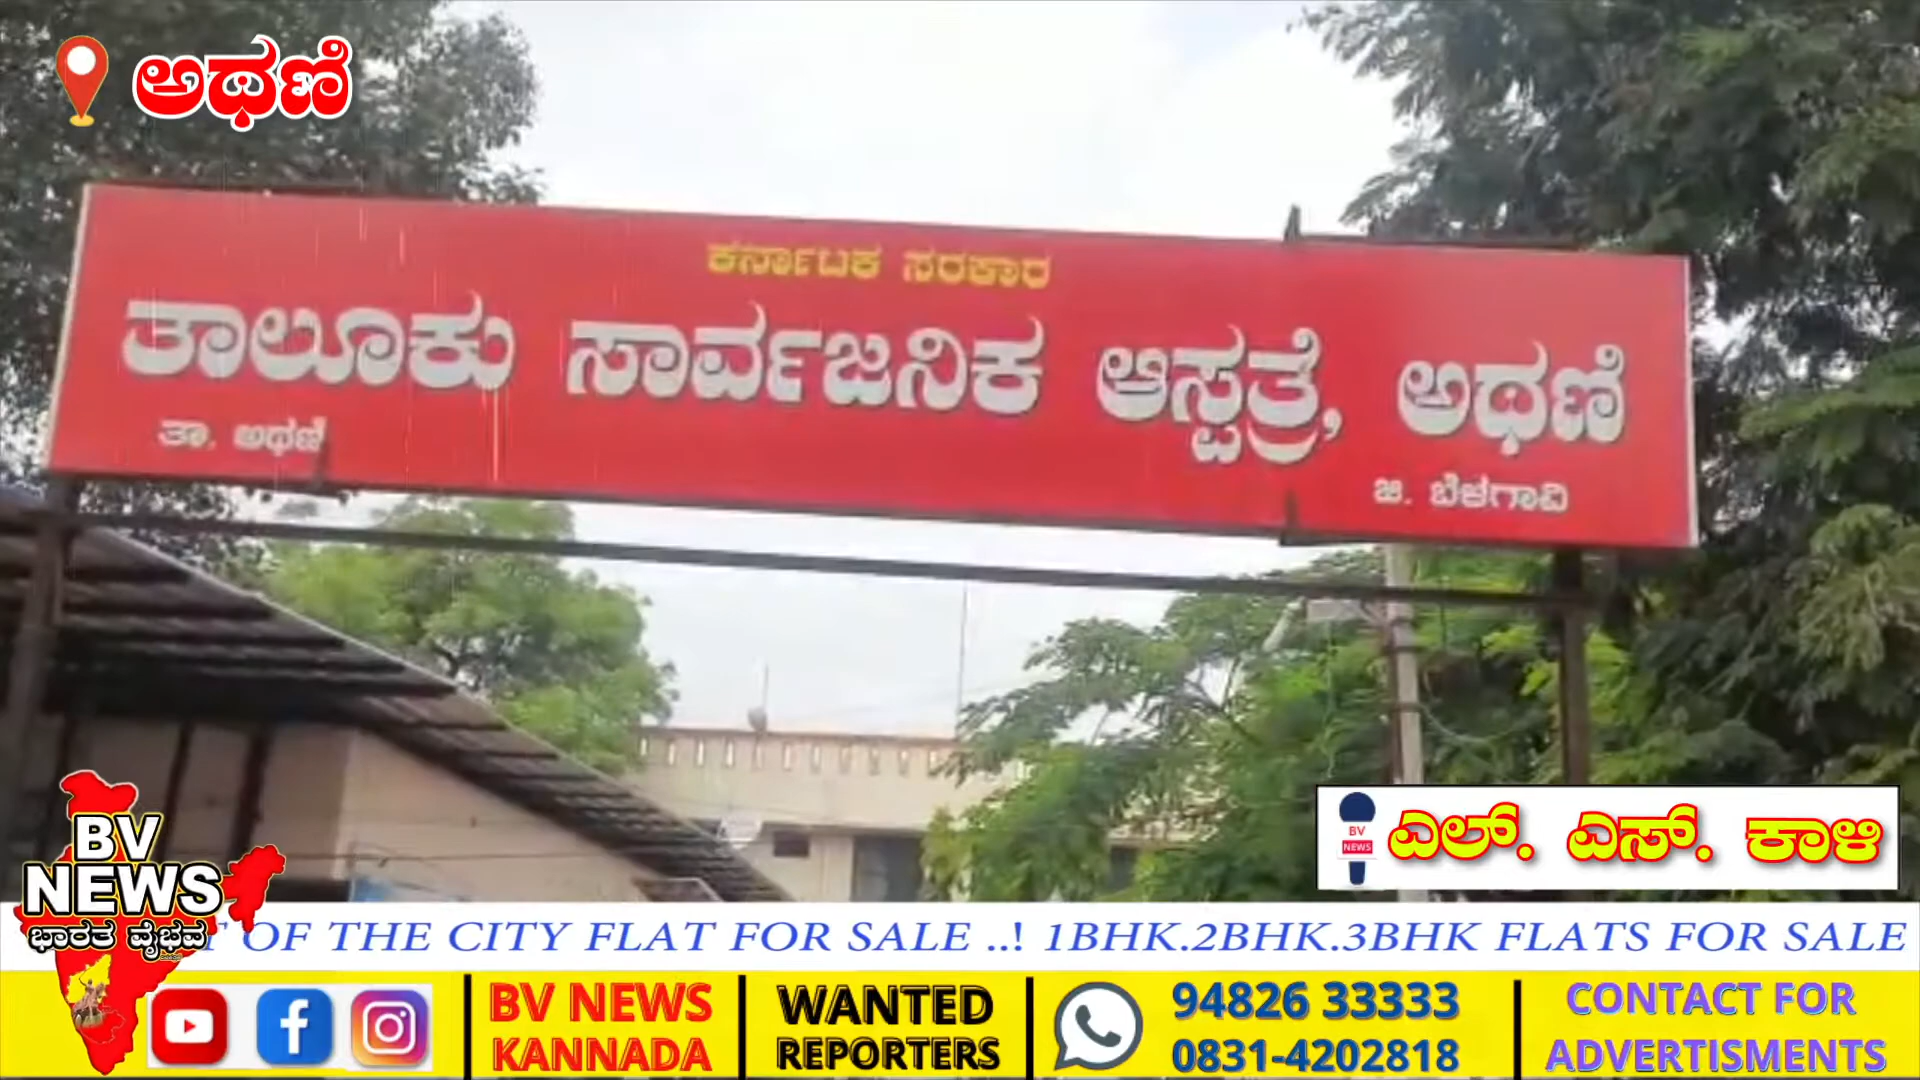 ಅಥಣಿ
ಕರ್ನಾಟಕ ಸರಕಾರ
ತಾಲೂಕು ಸಾರ್ವಜನಿಕ ಆಸ್ಪತ್ರೆ, ಅಥಣಿ
ತಾ. ಅಥಣಿ
ಜಿ. ಬೆಳಗಾವಿ
BV
NEWS
ಎಲ್. ಎಸ್. ಕಾಳಿ
BV
NEWS
ಭಾರತ ವೈಭವ
OF THE CITY FLAT FOR SALE ..! 1BHK.2BHK.3BHK FLATS FOR SALE
BV NEWS
KANNADA
WANTED
REPORTERS
94826 33333
0831-4202818
CONTACT FOR
ADVERTISMENTS